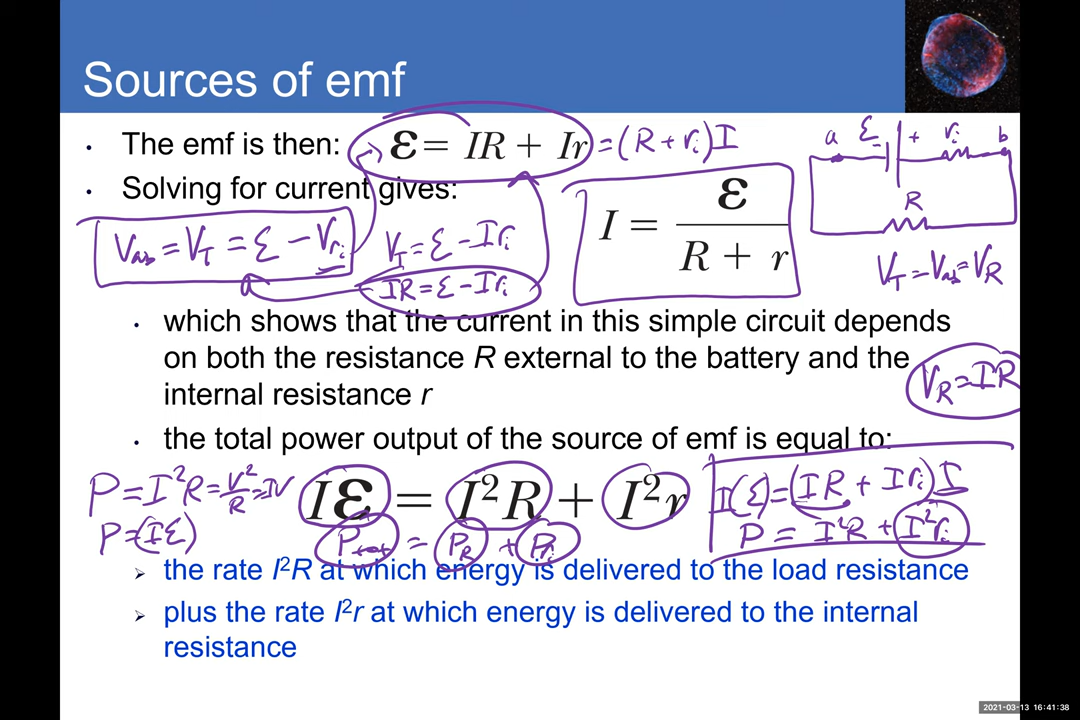 Sources of emf
• The emf is then: ε = IR + Ir = (R + rᵢ)I
a ε + rᵢ b
• Solving for current gives:
I = ε / (R + r)
R
V_ab = V_T = ε − V_rᵢ
V_T = ε − Irᵢ
IR = ε − Irᵢ
V_T = V_ab = V_R
• which shows that the current in this simple circuit depends
on both the resistance R external to the battery and the
internal resistance r
V_R = IR
• the total power output of the source of emf is equal to:
P = I²R = V²/R = IV
P = (Iε)
Iε = I²R + I²r
P_tot = P_R + P_rᵢ
I(ε) = (IR + Irᵢ)I
P = I²R + I²rᵢ
➢ the rate I²R at which energy is delivered to the load resistance
➢ plus the rate I²r at which energy is delivered to the internal
resistance
2021-03-13 16:41:38